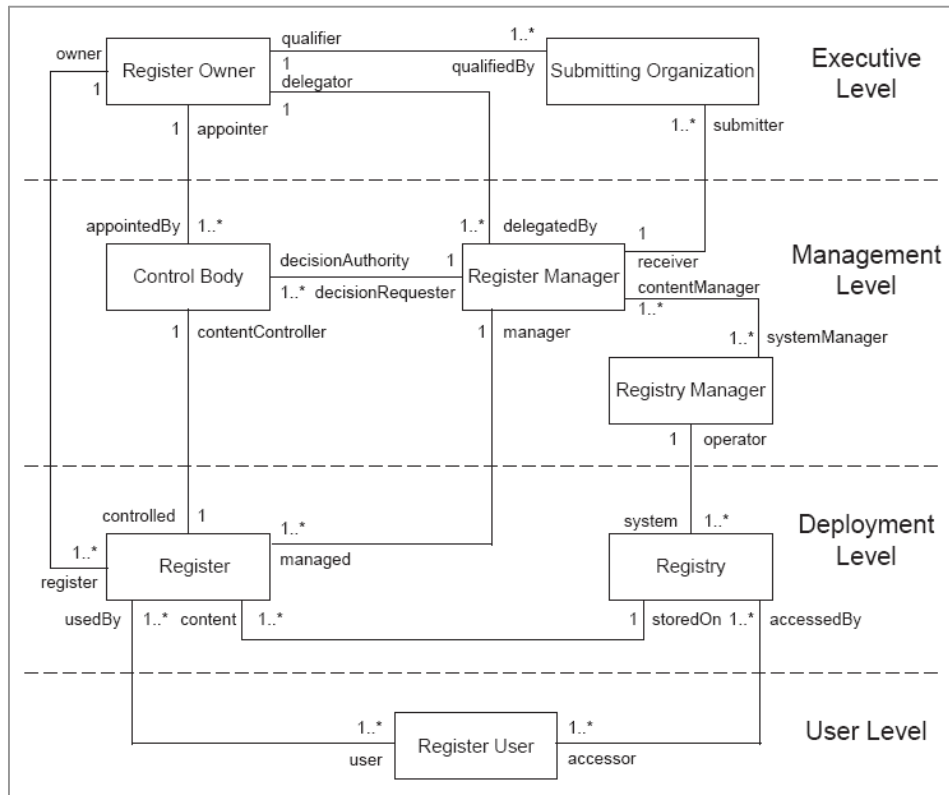 owner
1
Register Owner
qualifier
1
delegator
1
1..*
qualifiedBy
Submitting Organization
Executive
Level
1
appointer
1..*
submitter
appointedBy
1..*
1..*
delegatedBy
1
receiver
Control Body
decisionAuthority
1
1..*
decisionRequester
Register Manager
contentManager
1..*
Management
Level
1
contentController
1
manager
1..*
systemManager
Registry Manager
1
operator
controlled
1
1..*
managed
system
1..*
Deployment
Level
1..*
register
Register
Registry
usedBy
1..*
content
1..*
1
storedOn
1..*
accessedBy
1..*
user
Register User
1..*
accessor
User Level